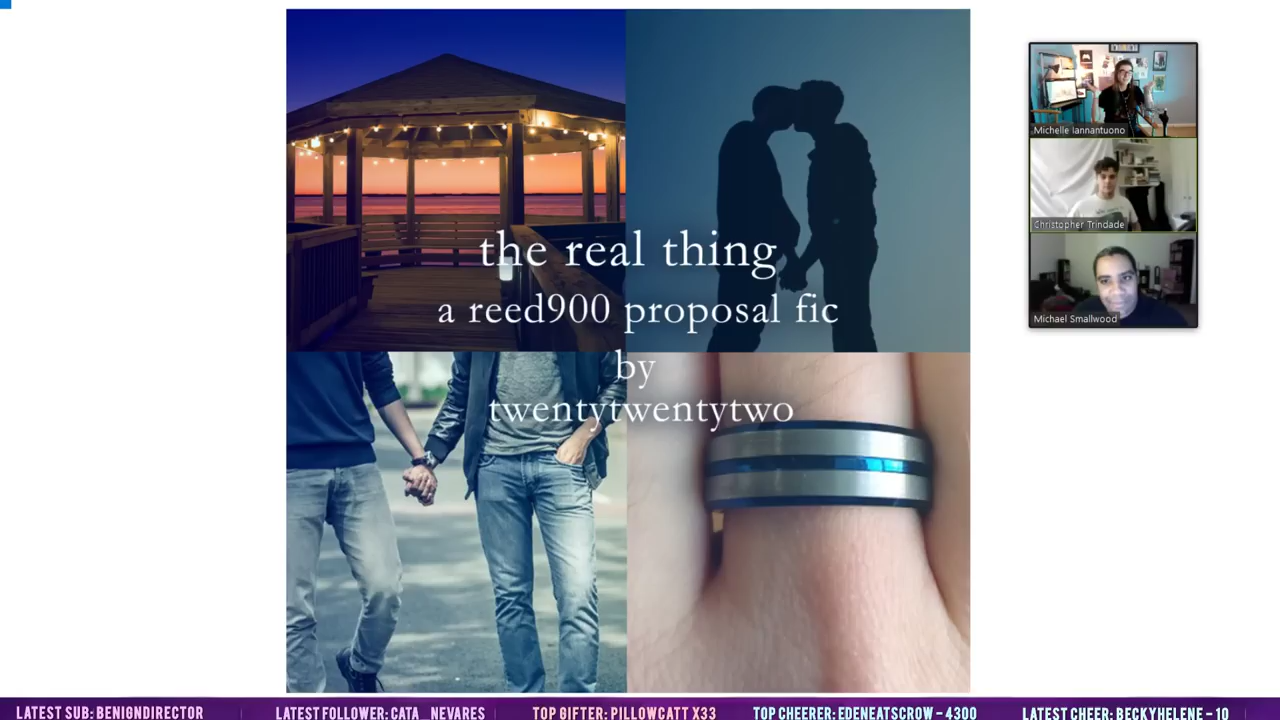 the real thing
a reed900 proposal fic
by
twentytwentytwo
Michelle Iannantuono
Christopher Trindade
Michael Smallwood
LATEST SUB: BENIGNDIRECTOR
LATEST FOLLOWER: CATA_NEVARES
TOP GIFTER: PILLOWCATT X33
TOP CHEERER: EDENEATSCROW - 4300
LATEST CHEER: BECKYHELENE - 10